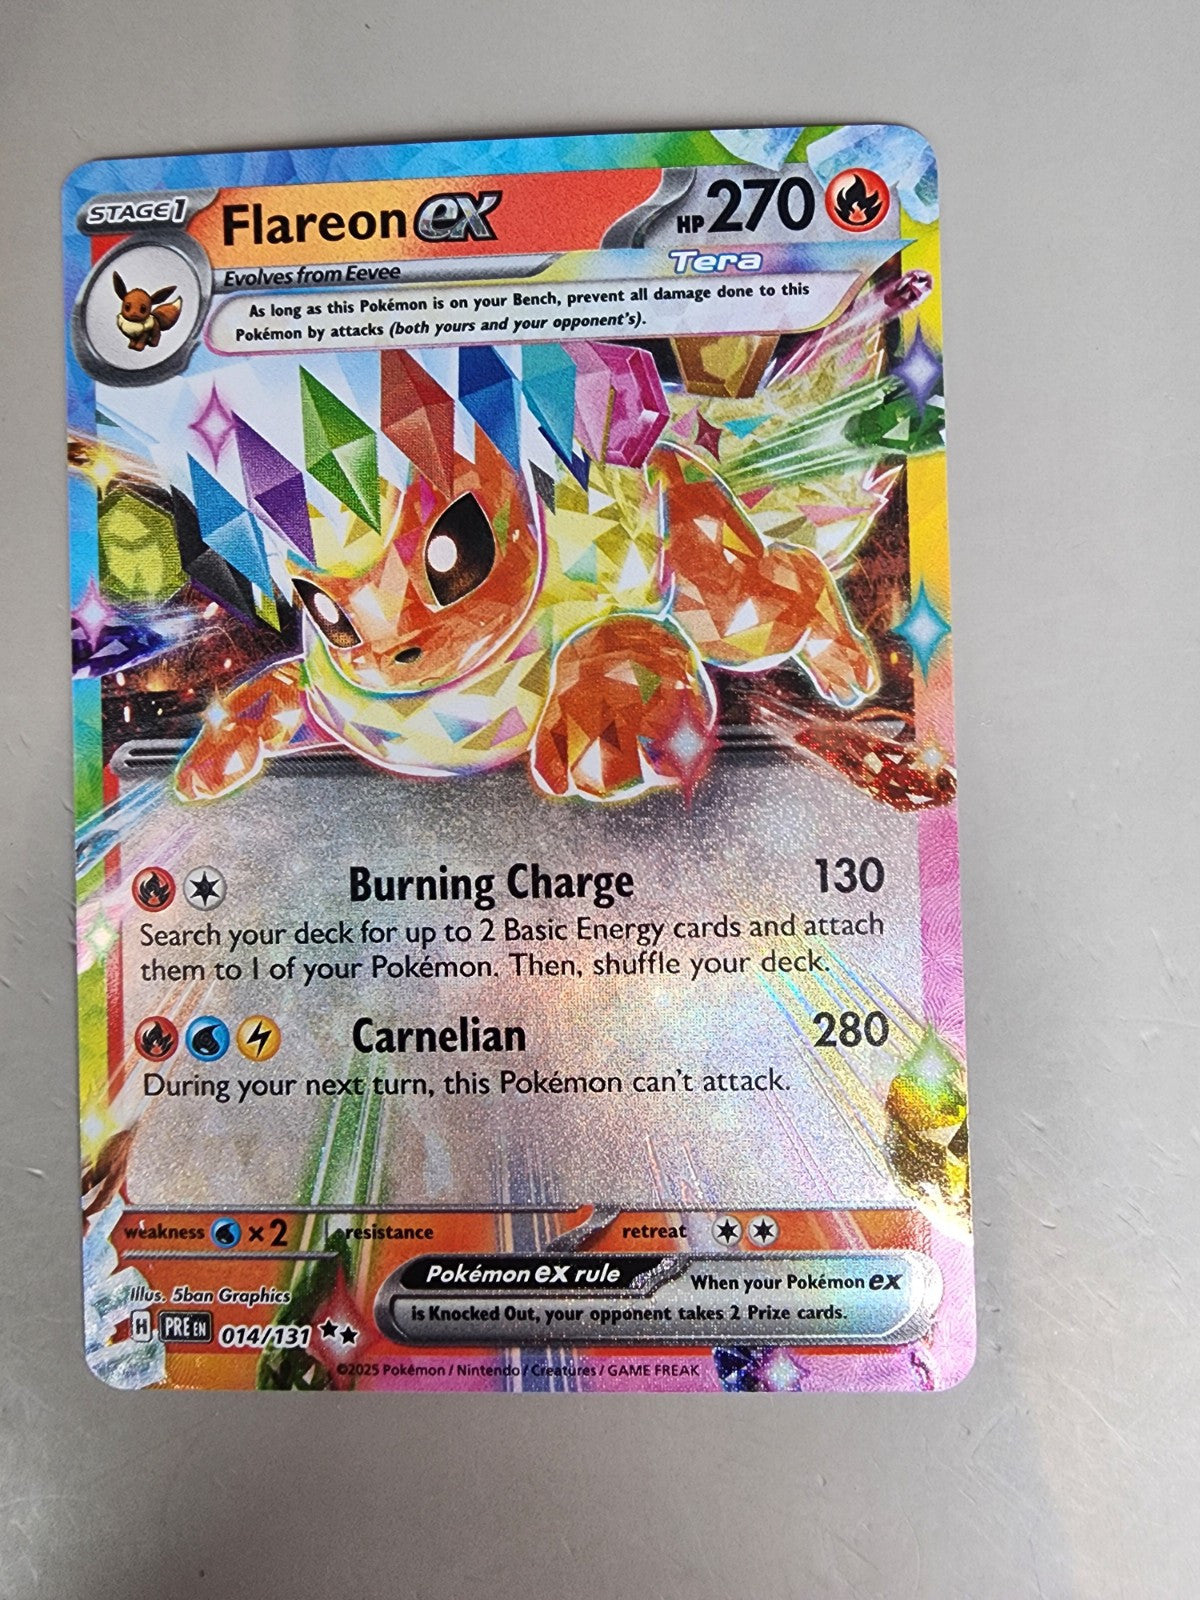 STAGE1 Flareon ex HP 270
Evolves from Eevee Tera
As long as this Pokémon is on your Bench, prevent all damage done to this
Pokémon by attacks (both yours and your opponent's).
Burning Charge 130
Search your deck for up to 2 Basic Energy cards and attach
them to 1 of your Pokémon. Then, shuffle your deck.
Carnelian 280
During your next turn, this Pokémon can't attack.
weakness ×2 resistance retreat
Pokémon ex rule When your Pokémon ex
is Knocked Out, your opponent takes 2 Prize cards.
Illus. 5ban Graphics
H PRE EN 014/131 ★★
©2025 Pokémon / Nintendo / Creatures / GAME FREAK